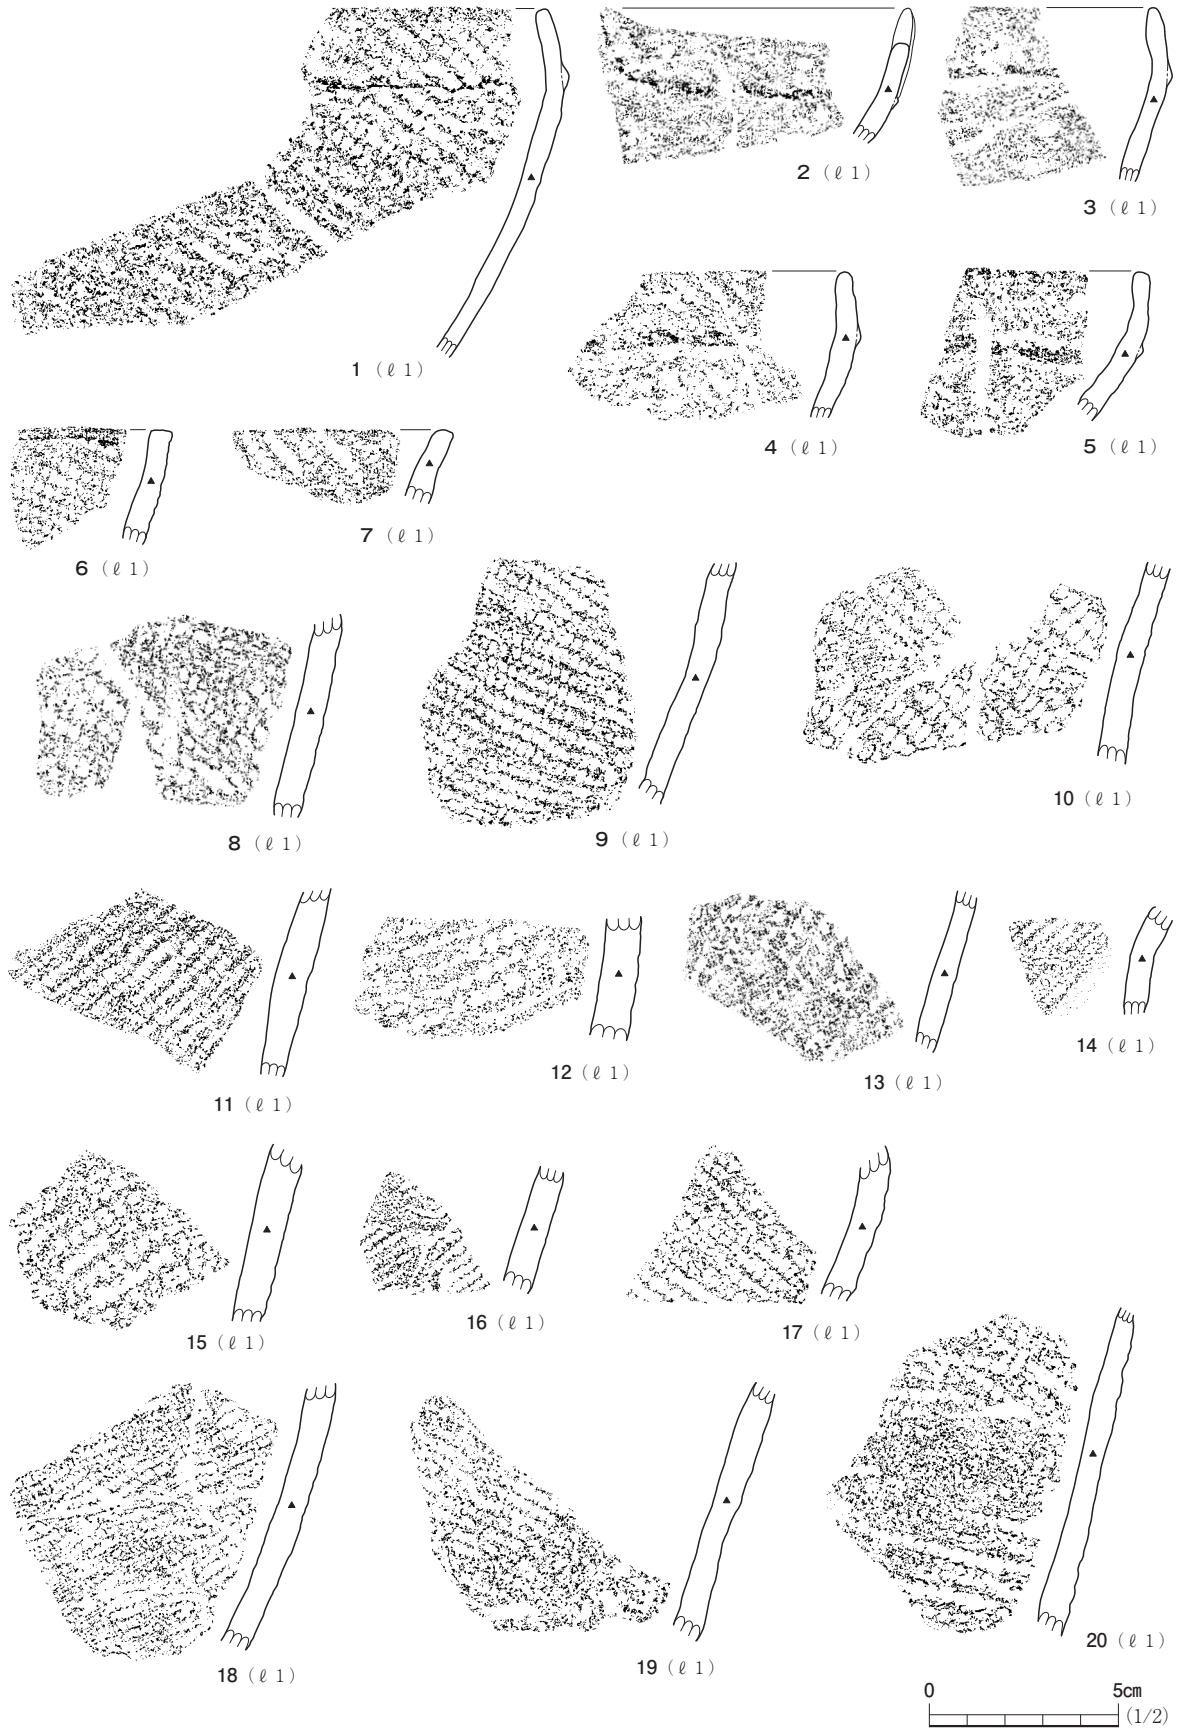 1 (ℓ 1)
2 (ℓ 1)
3 (ℓ 1)
4 (ℓ 1)
5 (ℓ 1)
6 (ℓ 1)
7 (ℓ 1)
8 (ℓ 1)
9 (ℓ 1)
10 (ℓ 1)
11 (ℓ 1)
12 (ℓ 1)
13 (ℓ 1)
14 (ℓ 1)
15 (ℓ 1)
16 (ℓ 1)
17 (ℓ 1)
18 (ℓ 1)
19 (ℓ 1)
20 (ℓ 1)
0 5㎝
(1/2)